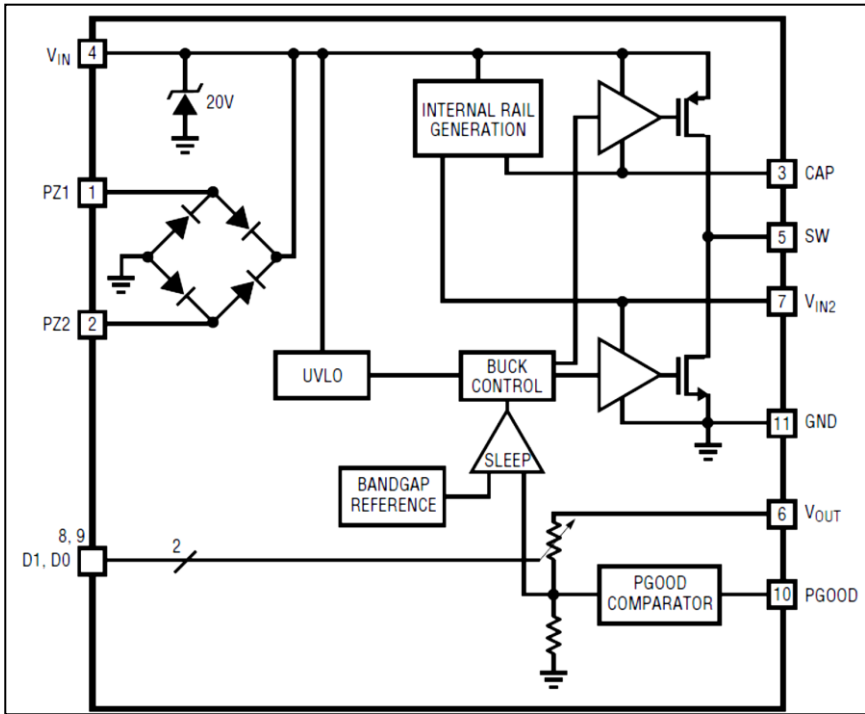 VIN 4
20V
INTERNAL RAIL
GENERATION
PZ1 1
3 CAP
5 SW
7 VIN2
PZ2 2
UVLO
BUCK
CONTROL
11 GND
SLEEP
BANDGAP
REFERENCE
6 VOUT
8, 9
D1, D0
2
PGOOD
COMPARATOR
10 PGOOD